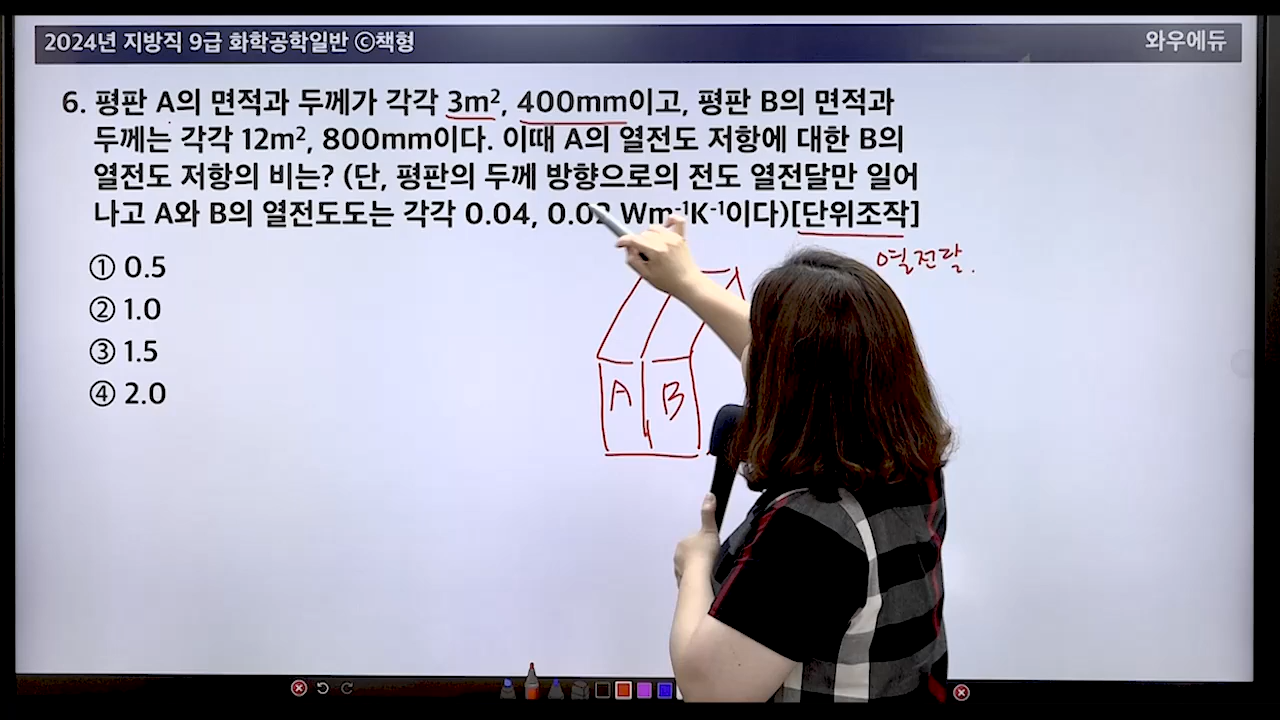 2024년 지방직 9급 화학공학일반 ⓒ책형
와우에듀
6. 평판 A의 면적과 두께가 각각 3m², 400mm이고, 평판 B의 면적과
두께는 각각 12m², 800mm이다. 이때 A의 열전도 저항에 대한 B의
열전도 저항의 비는? (단, 평판의 두께 방향으로의 전도 열전달만 일어
나고 A와 B의 열전도도는 각각 0.04, Wm⁻¹K⁻¹이다)[단위조작]
열전달.
① 0.5
② 1.0
③ 1.5
④ 2.0
A B